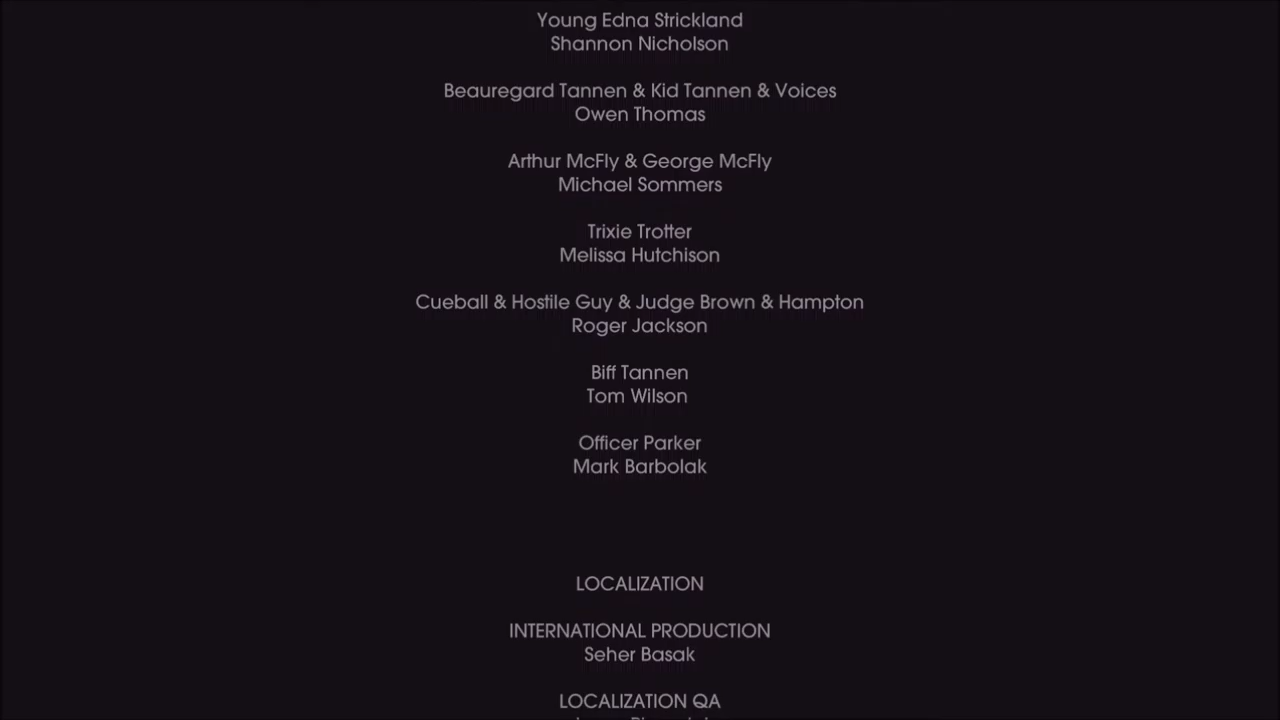 Young Edna Strickland
Shannon Nicholson
Beauregard Tannen & Kid Tannen & Voices
Owen Thomas
Arthur McFly & George McFly
Michael Sommers
Trixie Trotter
Melissa Hutchison
Cueball & Hostile Guy & Judge Brown & Hampton
Roger Jackson
Biff Tannen
Tom Wilson
Officer Parker
Mark Barbolak
LOCALIZATION
INTERNATIONAL PRODUCTION
Seher Basak
LOCALIZATION QA